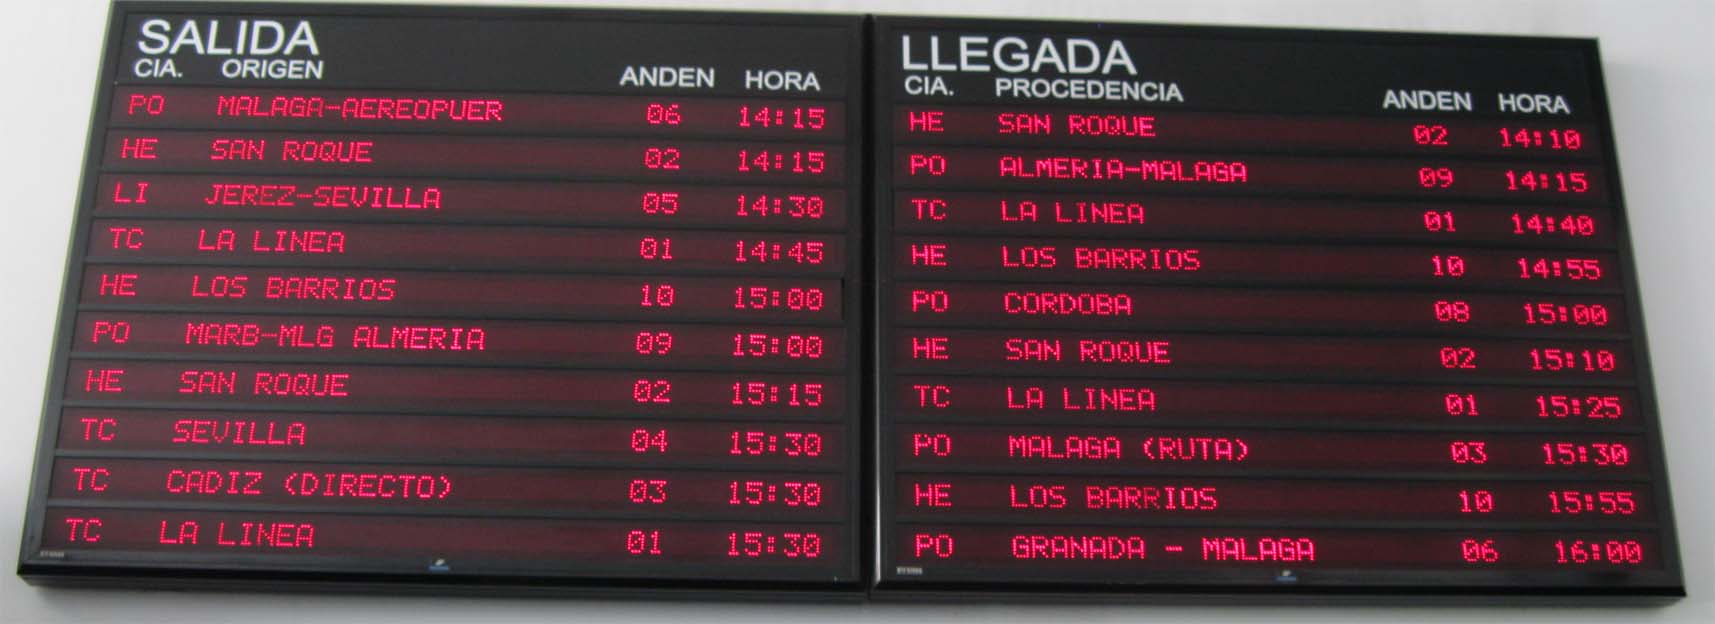 SALIDA
CIA. ORIGEN ANDEN HORA
PO MALAGA-AEREOPUER 06 14:15
HE SAN ROQUE 02 14:15
LI JEREZ-SEVILLA 05 14:30
TC LA LINEA 01 14:45
HE LOS BARRIOS 10 15:00
PO MARB-MLG ALMERIA 09 15:00
HE SAN ROQUE 02 15:15
TC SEVILLA 04 15:30
TC CADIZ (DIRECTO) 03 15:30
TC LA LINEA 01 15:30
LLEGADA
CIA. PROCEDENCIA ANDEN HORA
HE SAN ROQUE 02 14:10
PO ALMERIA-MALAGA 09 14:15
TC LA LINEA 01 14:40
HE LOS BARRIOS 10 14:55
PO CORDOBA 08 15:00
HE SAN ROQUE 02 15:10
TC LA LINEA 01 15:25
PO MALAGA (RUTA) 03 15:30
HE LOS BARRIOS 10 15:55
PO GRANADA - MALAGA 06 16:00